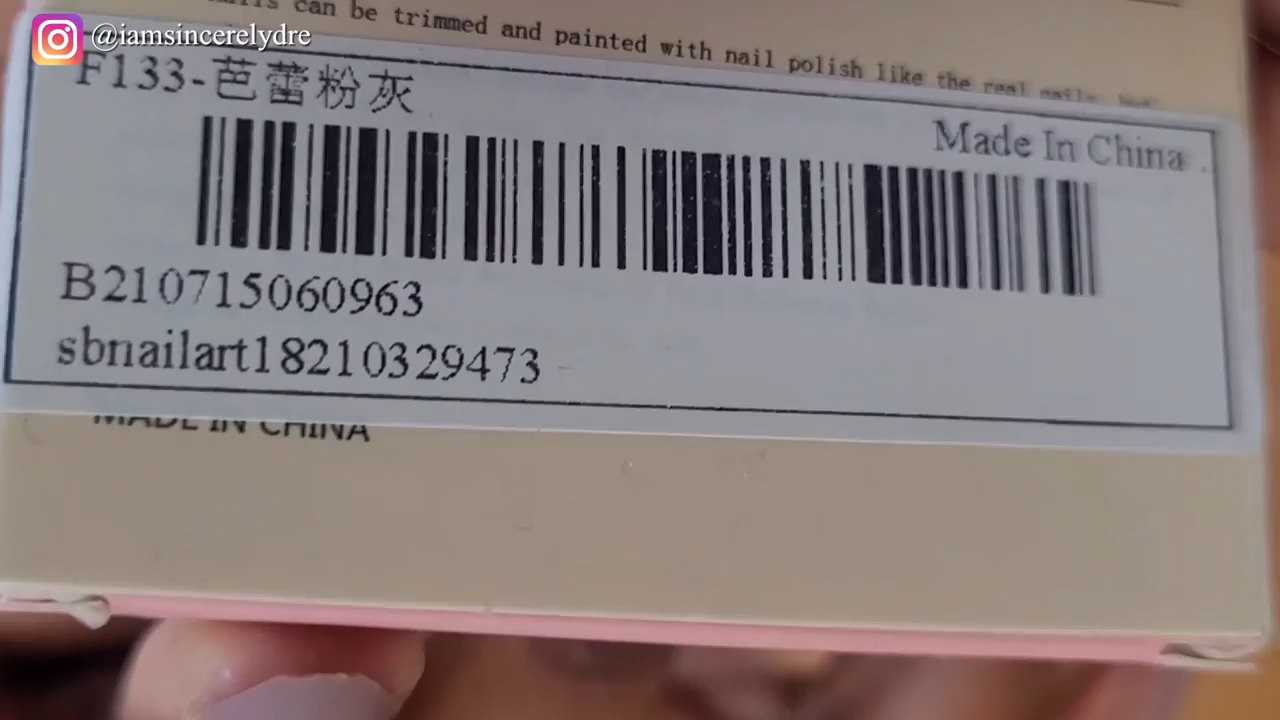 @iamsincerelydre
can be trimmed and painted with nail polish like the real nails, but
F133-芭蕾粉灰
Made In China
B210715060963
sbnailart18210329473
MADE IN CHINA